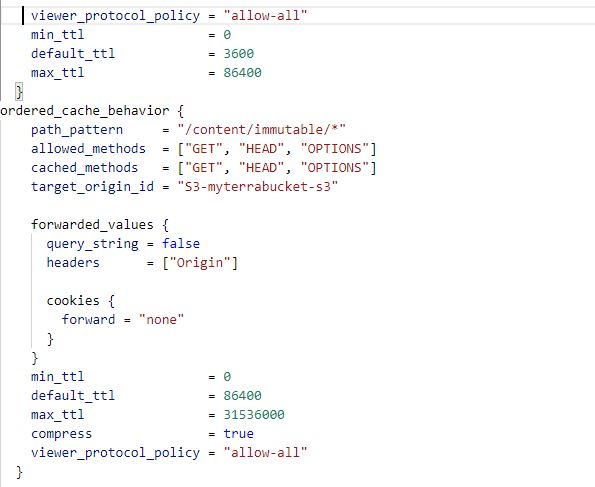 viewer_protocol_policy = "allow-all"
    min_ttl                = 0
    default_ttl            = 3600
    max_ttl                = 86400
  }
ordered_cache_behavior {
    path_pattern     = "/content/immutable/*"
    allowed_methods  = ["GET", "HEAD", "OPTIONS"]
    cached_methods   = ["GET", "HEAD", "OPTIONS"]
    target_origin_id = "S3-myterrabucket-s3"

    forwarded_values {
      query_string = false
      headers      = ["Origin"]

      cookies {
        forward = "none"
      }
    }
    min_ttl                = 0
    default_ttl            = 86400
    max_ttl                = 31536000
    compress               = true
    viewer_protocol_policy = "allow-all"
  }